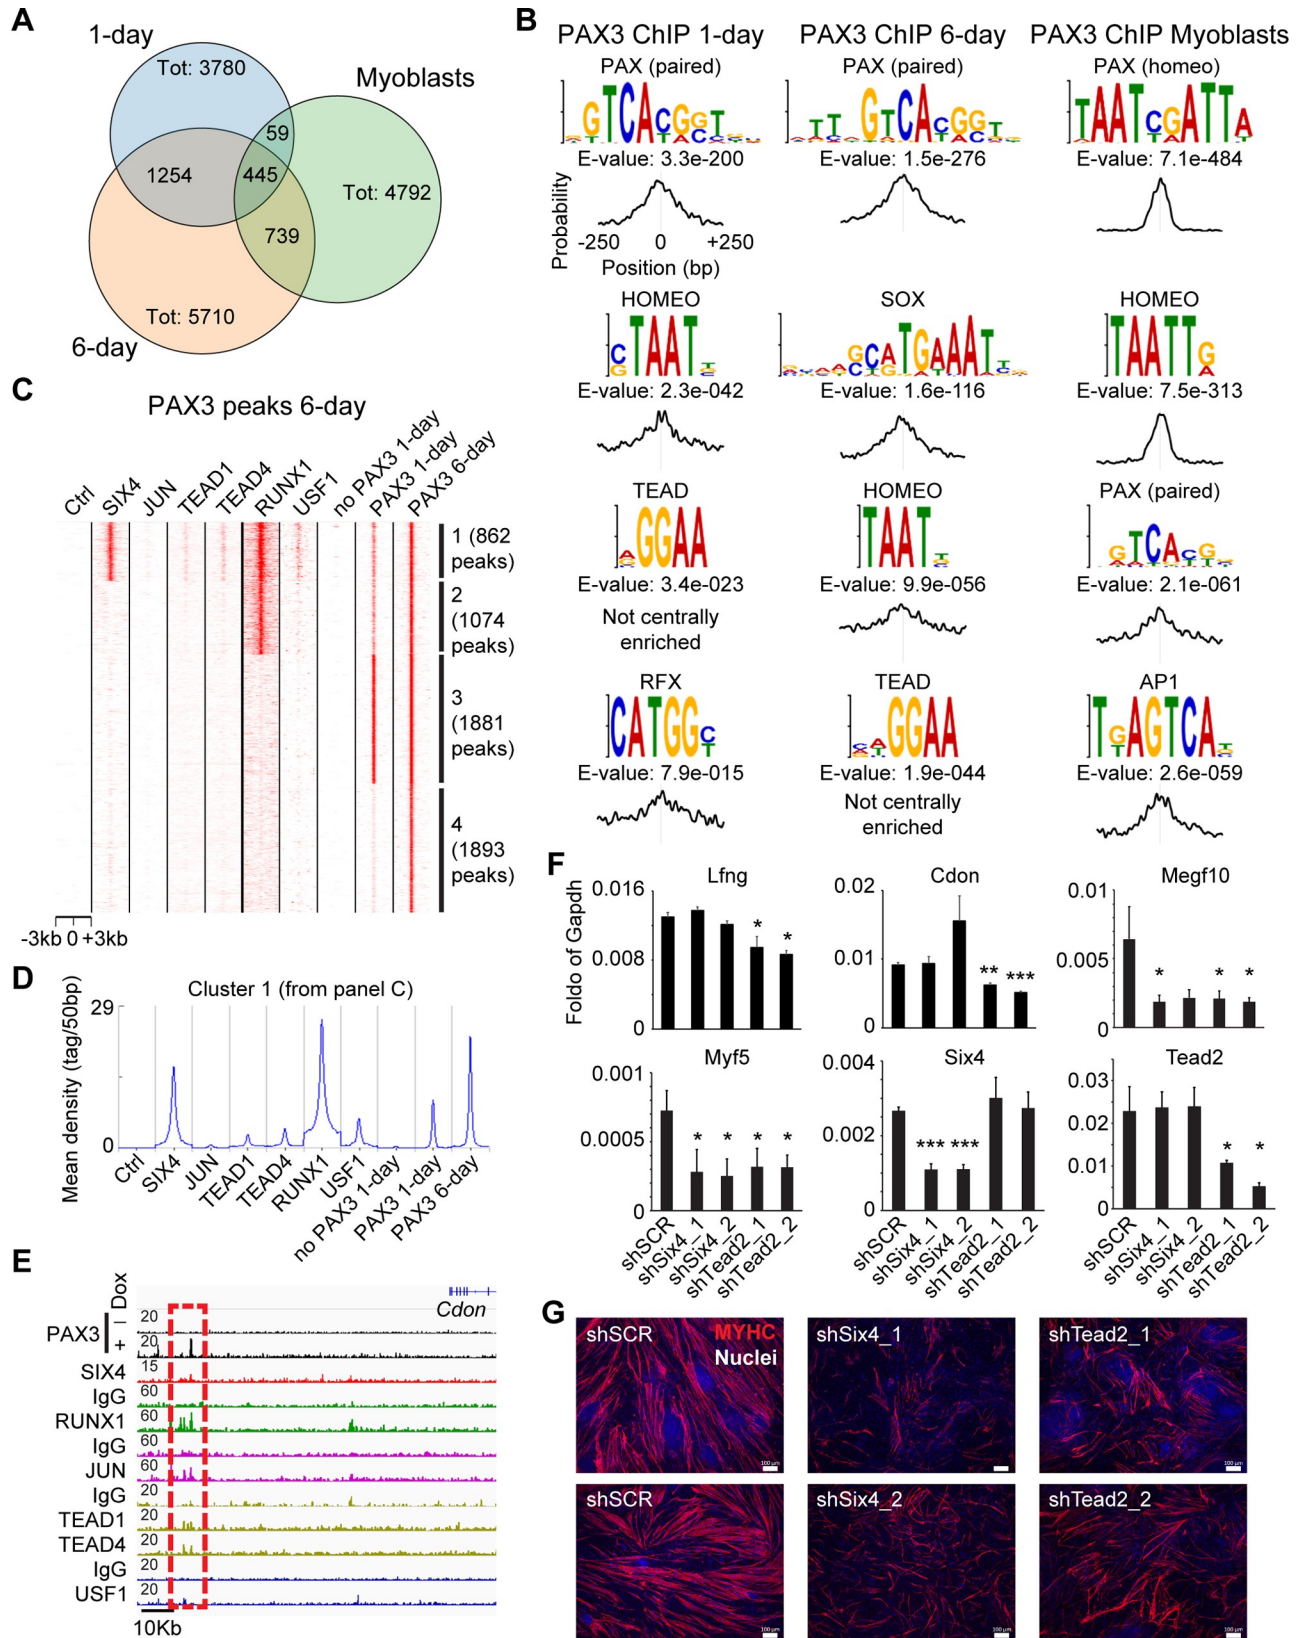 A
1-day
Tot: 3780
Myoblasts
59
1254
445
Tot: 4792
739
Tot: 5710
6-day
B
PAX3 ChIP 1-day
PAX3 ChIP 6-day
PAX3 ChIP Myoblasts
PAX (paired)
PAX (paired)
PAX (homeo)
E-value: 3.3e-200
E-value: 1.5e-276
E-value: 7.1e-484
Probability
-250 0 +250
Position (bp)
HOMEO
SOX
HOMEO
E-value: 2.3e-042
E-value: 1.6e-116
E-value: 7.5e-313
TEAD
HOMEO
PAX (paired)
E-value: 3.4e-023
E-value: 9.9e-056
E-value: 2.1e-061
Not centrally
enriched
RFX
TEAD
AP1
E-value: 7.9e-015
E-value: 1.9e-044
E-value: 2.6e-059
Not centrally
enriched
C
PAX3 peaks 6-day
Ctrl
SIX4
JUN
TEAD1
TEAD4
RUNX1
USF1
no PAX3 1-day
PAX3 1-day
PAX3 6-day
1 (862
peaks)
2
(1074
peaks)
3
(1881
peaks)
4
(1893
peaks)
-3kb 0 +3kb
D
Cluster 1 (from panel C)
Mean density (tag/50bp)
29
0
Ctrl
SIX4
JUN
TEAD1
TEAD4
RUNX1
USF1
no PAX3 1-day
PAX3 1-day
PAX3 6-day
E
Dox
Cdon
PAX3
− 20
+ 20
SIX4 15
IgG 60
RUNX1 60
IgG 60
JUN 60
IgG 20
TEAD1 20
TEAD4 20
IgG 20
USF1 20
10Kb
F
Foldo of Gapdh
Lfng
0.016
0.008
0
* *
Cdon
0.02
0.01
0
** ***
Megf10
0.01
0.005
0
* * *
Myf5
0.001
0.0005
0
* * * *
shSCR
shSix4_1
shSix4_2
shTead2_1
shTead2_2
Six4
0.004
0.002
0
*** ***
shSCR
shSix4_1
shSix4_2
shTead2_1
shTead2_2
Tead2
0.03
0.02
0.01
0
* *
shSCR
shSix4_1
shSix4_2
shTead2_1
shTead2_2
G
shSCR
MYHC
Nuclei
100 µm
shSix4_1
shTead2_1
100 µm
shSCR
shSix4_2
shTead2_2
100 µm